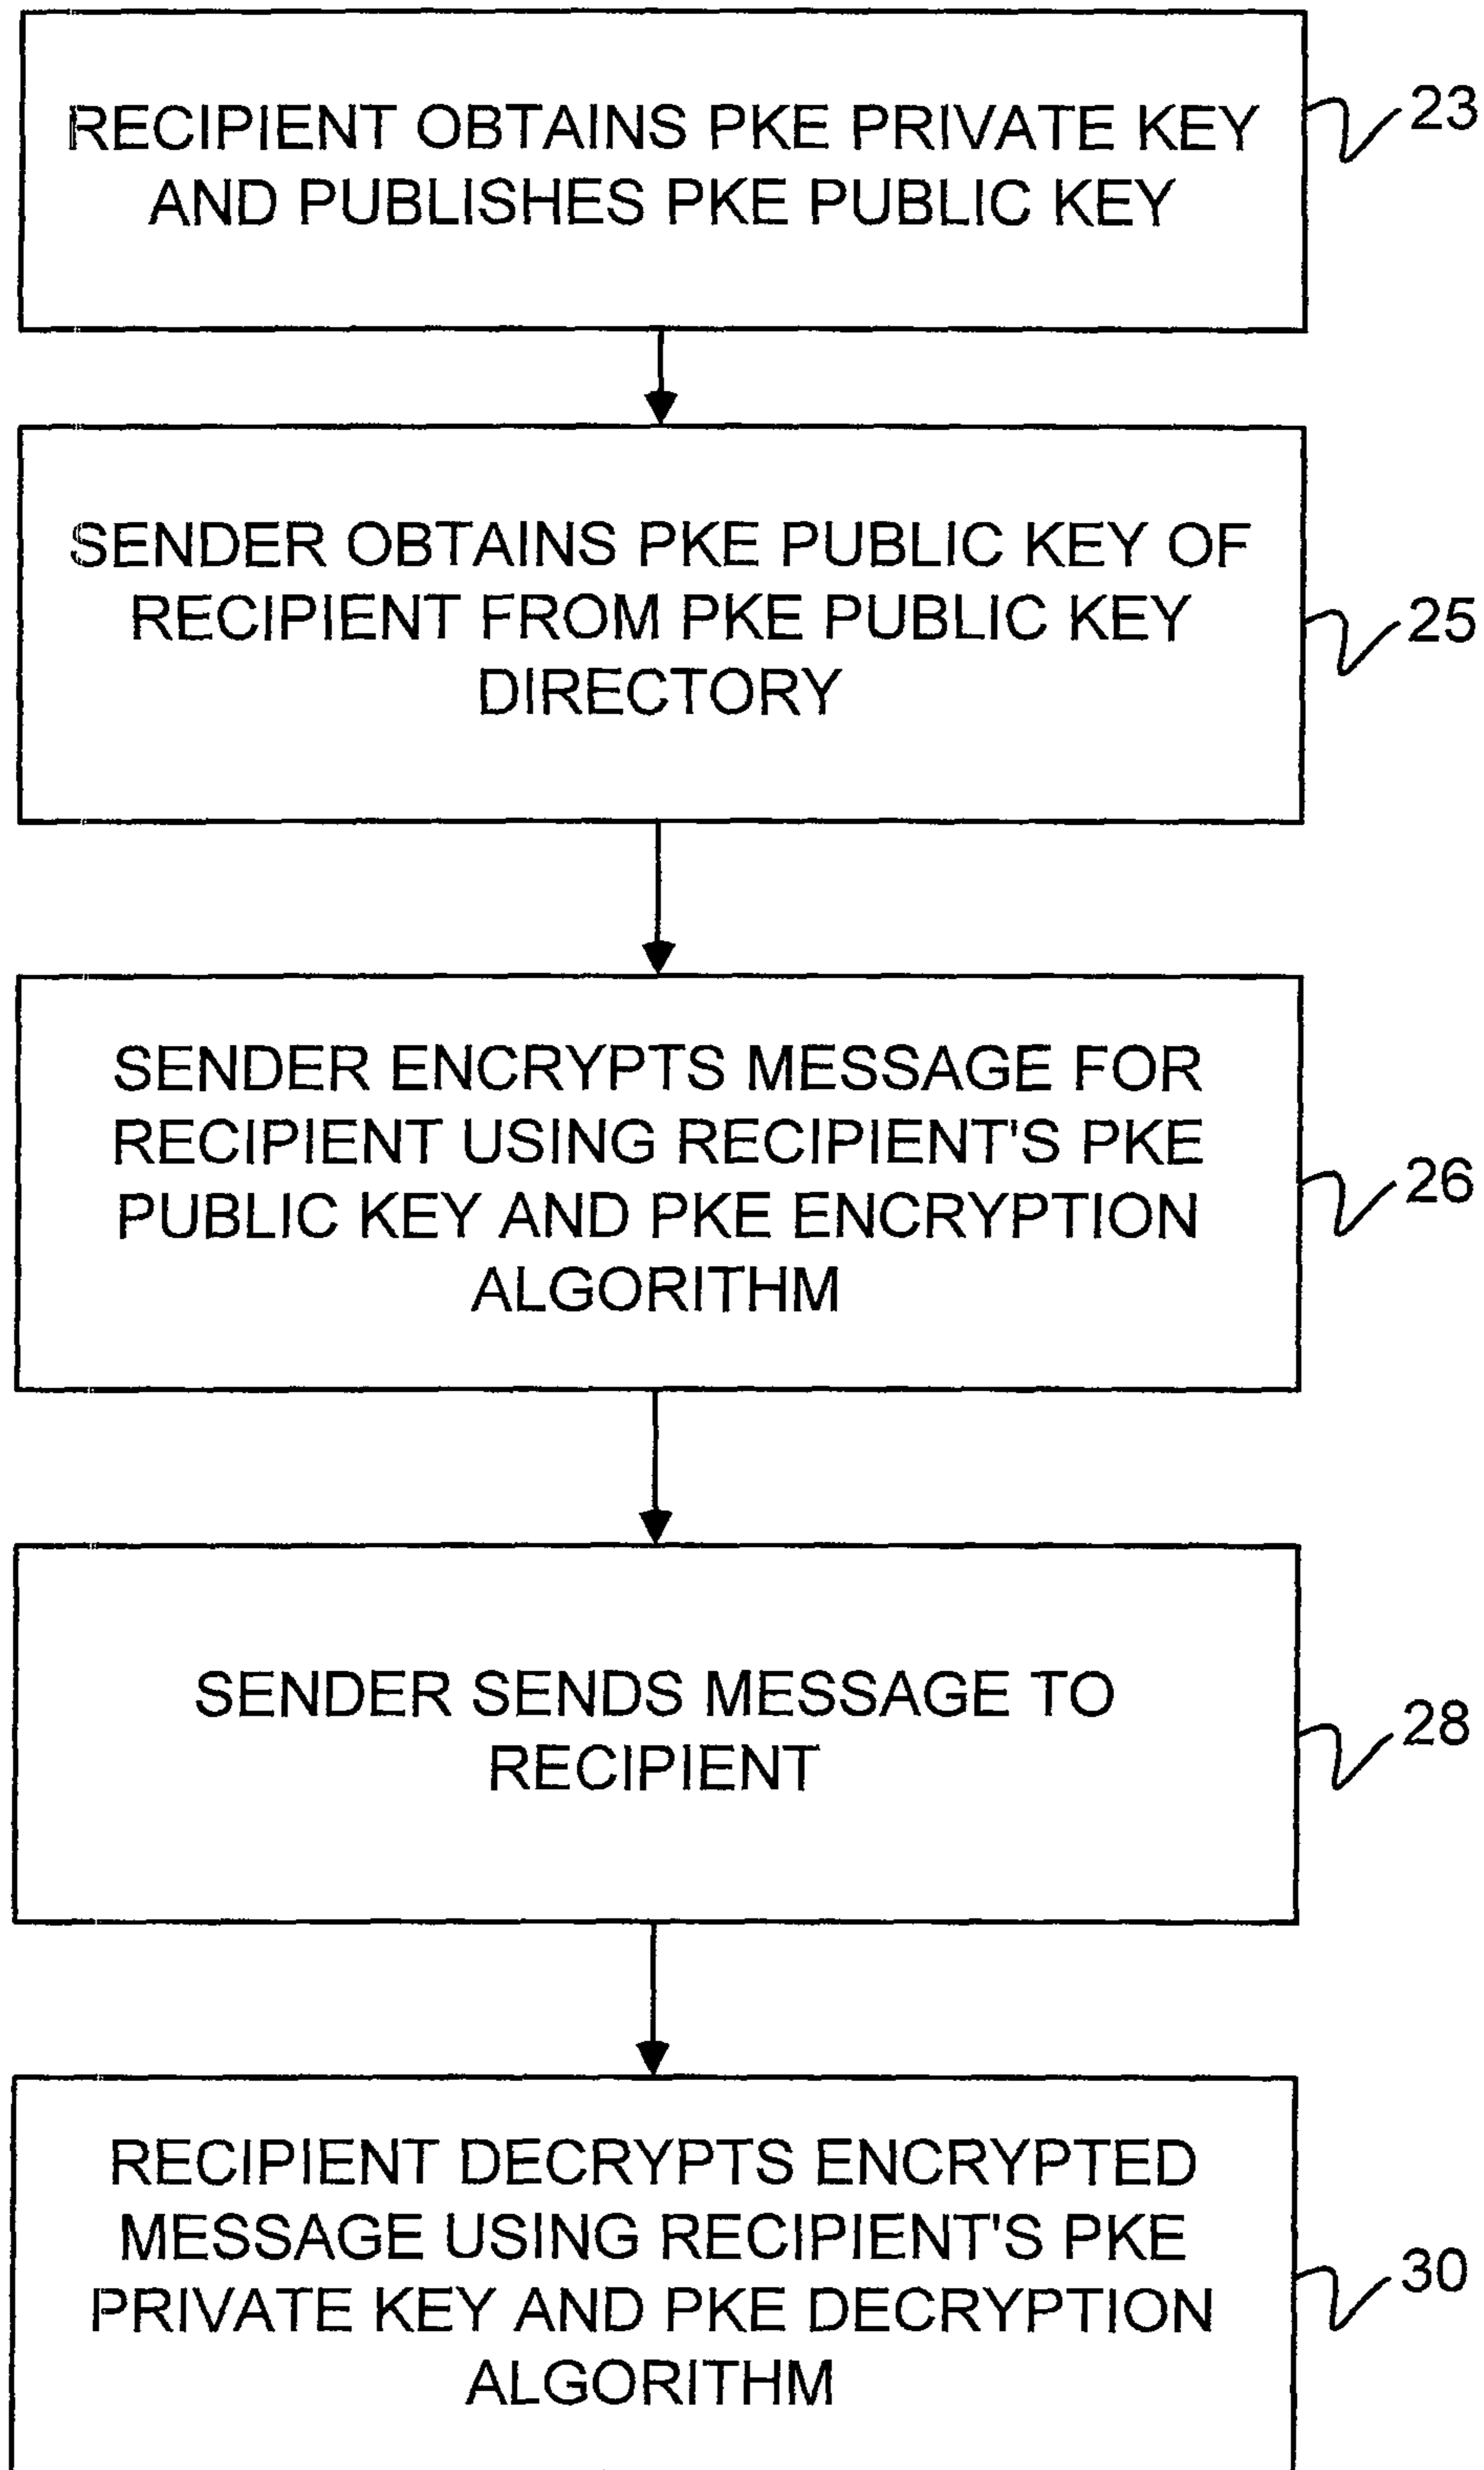 RECIPIENT OBTAINS PKE PRIVATE KEY
AND PUBLISHES PKE PUBLIC KEY
23
SENDER OBTAINS PKE PUBLIC KEY OF
RECIPIENT FROM PKE PUBLIC KEY
DIRECTORY
25
SENDER ENCRYPTS MESSAGE FOR
RECIPIENT USING RECIPIENT'S PKE
PUBLIC KEY AND PKE ENCRYPTION
ALGORITHM
26
SENDER SENDS MESSAGE TO
RECIPIENT
28
RECIPIENT DECRYPTS ENCRYPTED
MESSAGE USING RECIPIENT'S PKE
PRIVATE KEY AND PKE DECRYPTION
ALGORITHM
30